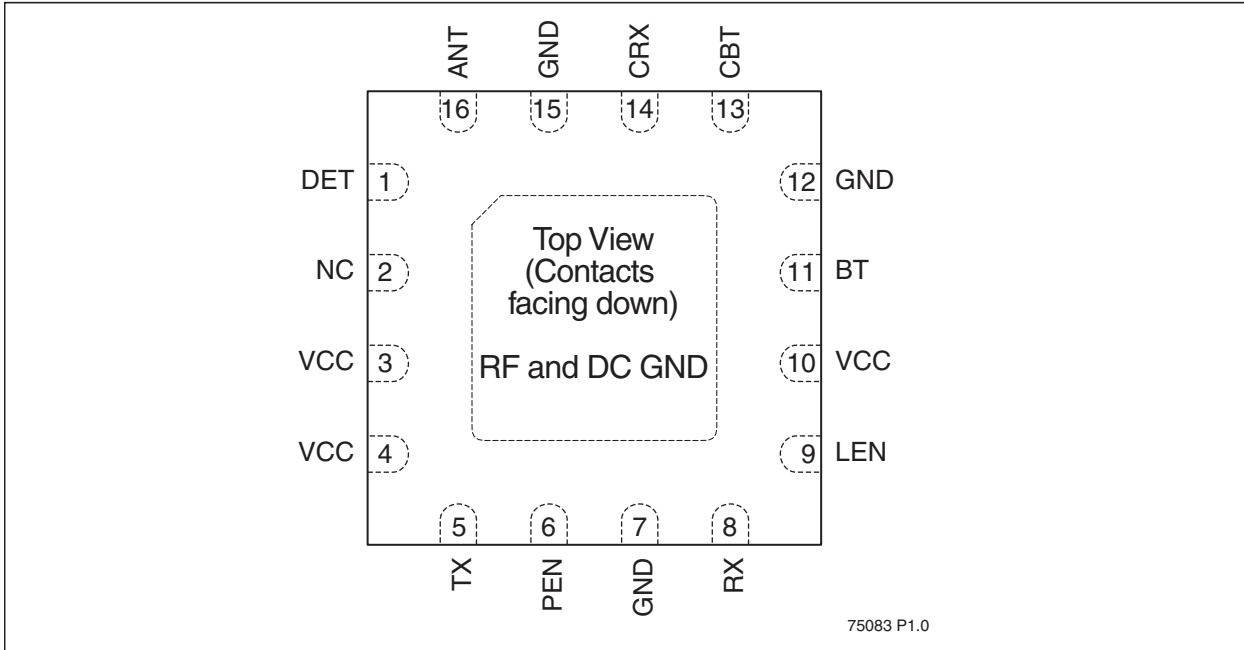 ANT GND CRX CBT
16 15 14 13
DET 1
12 GND
NC 2
11 BT
VCC 3
10 VCC
VCC 4
9 LEN
Top View
(Contacts
facing down)
RF and DC GND
5 6 7 8
TX PEN GND RX
75083 P1.0